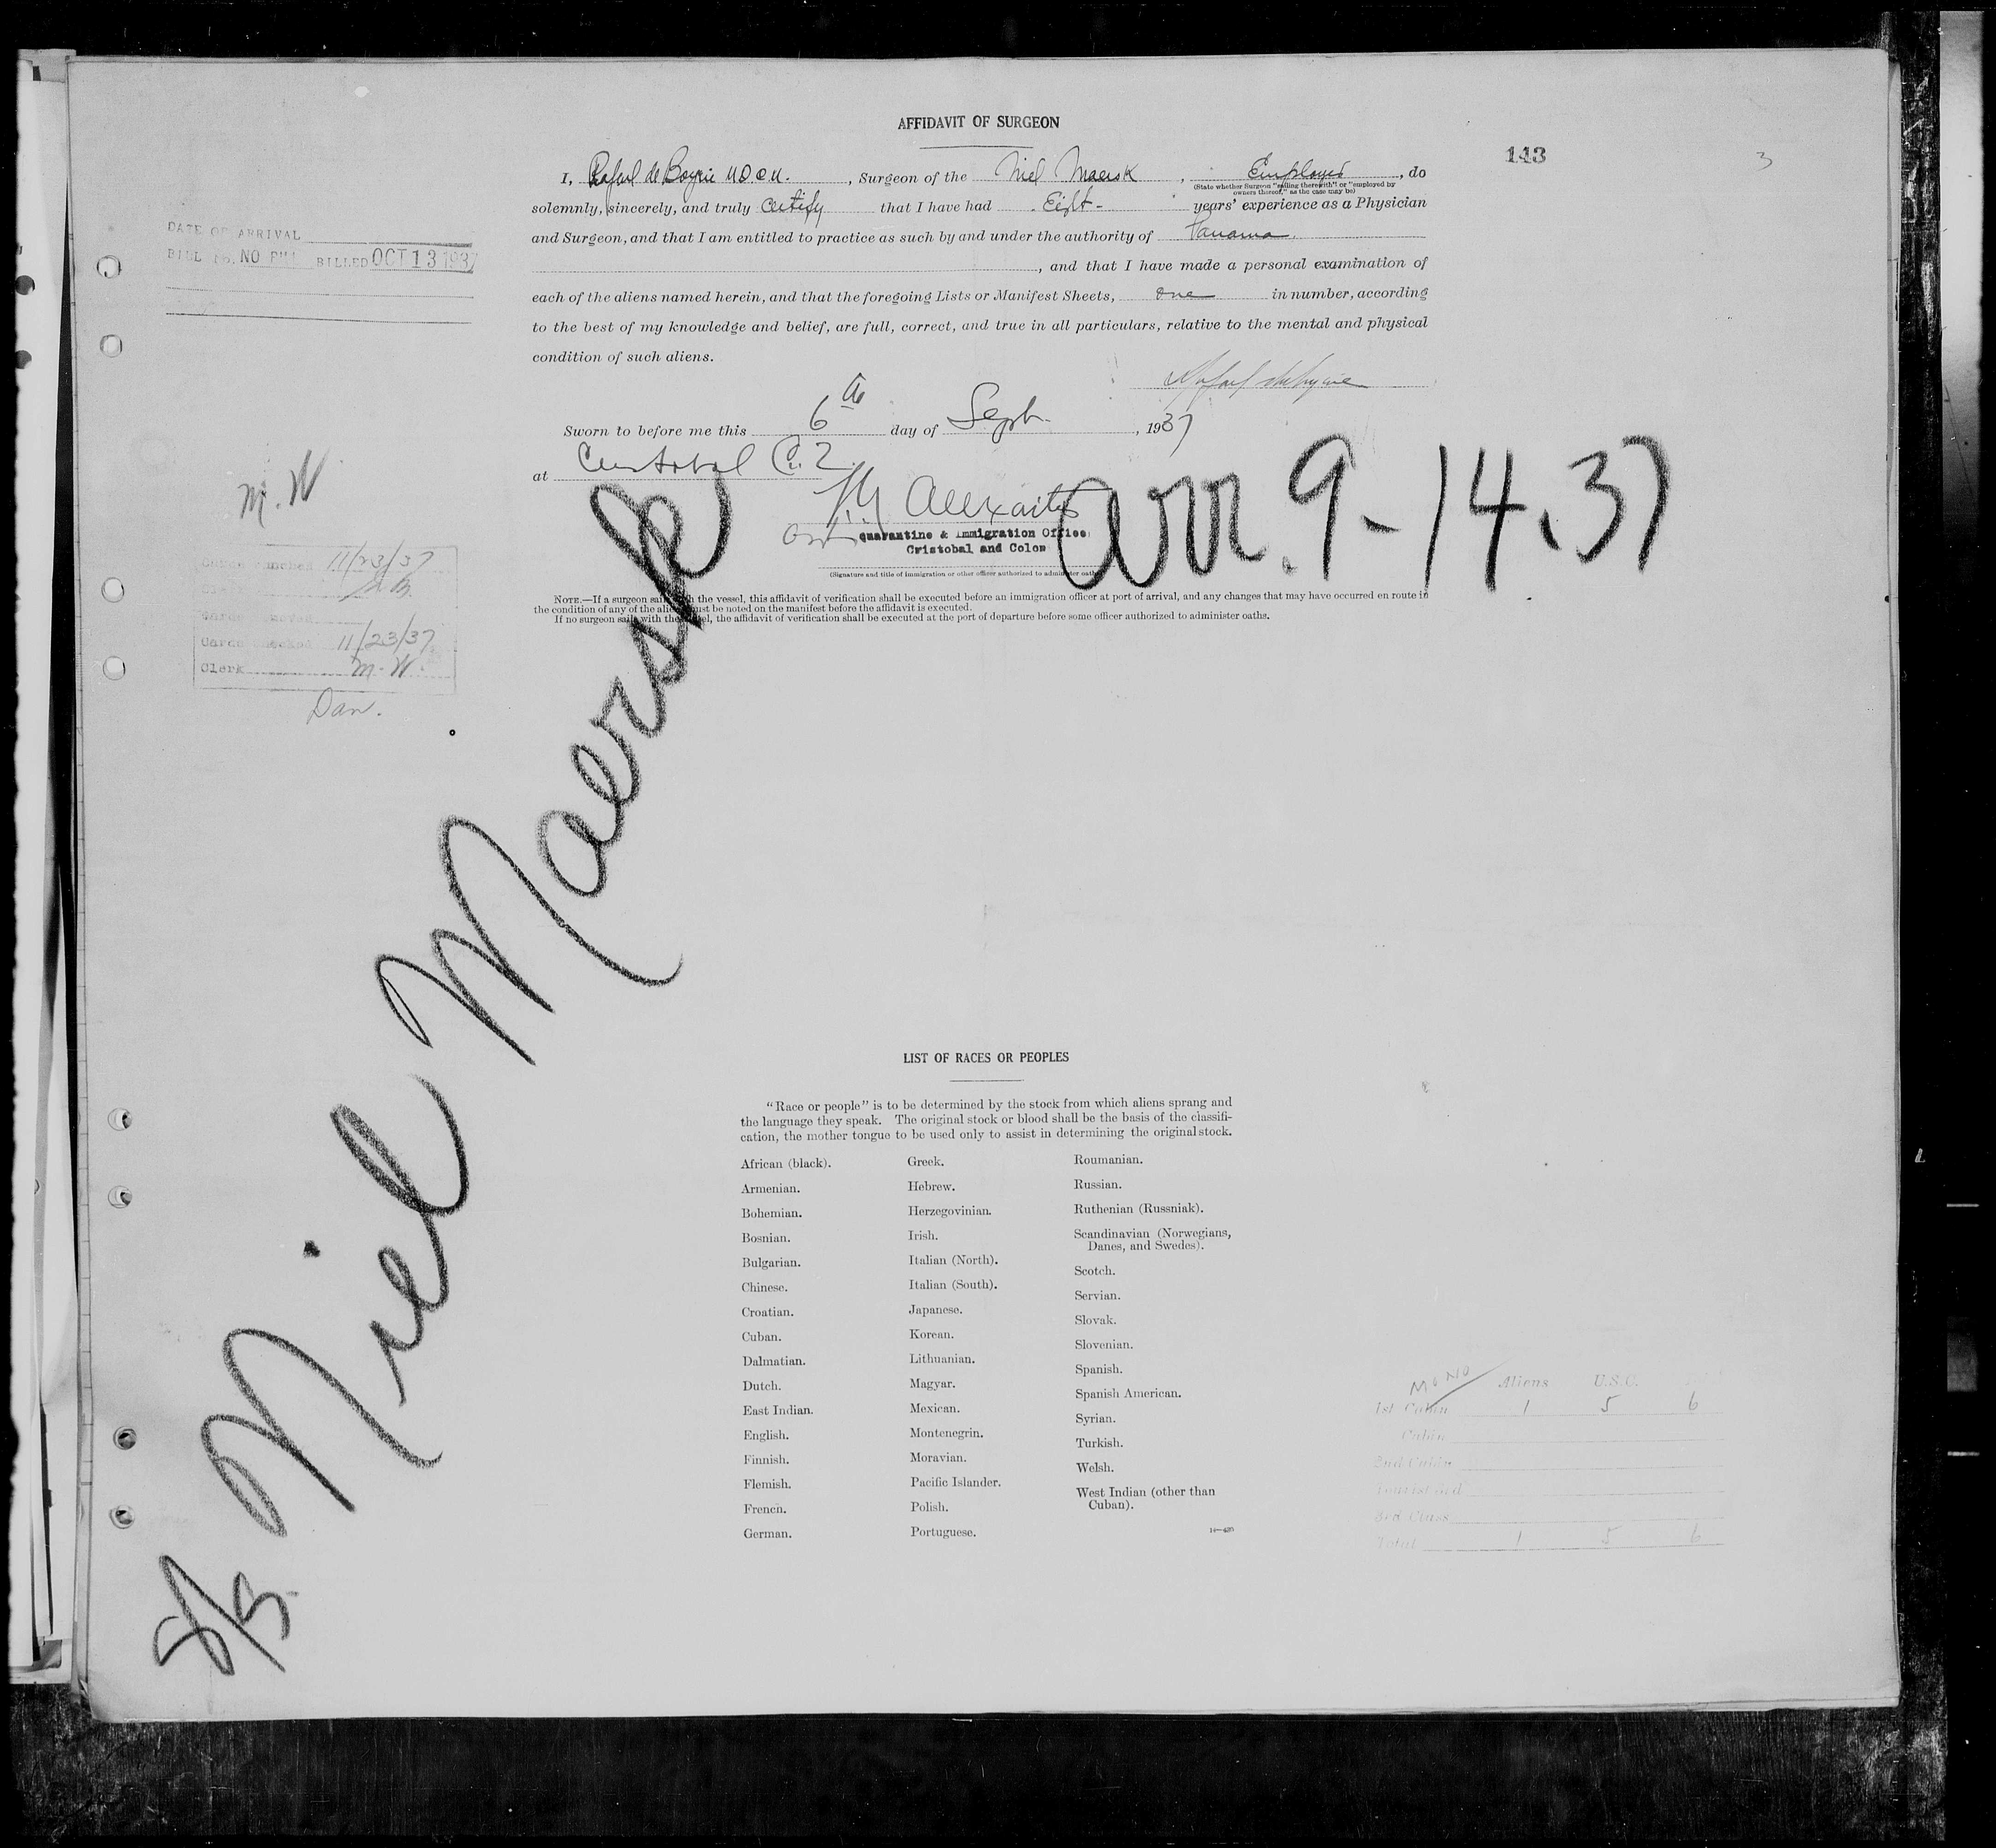 AFFIDAVIT OF SURGEON
143
3
I, Rafael de Boyrie M.D.C.M., Surgeon of the Niel Maersk, Employed, do
(State whether Surgeon "sailing therewith" or "employed by
owners thereof," as the case may be)
solemnly, sincerely, and truly certify that I have had Eight - years' experience as a Physician
and Surgeon, and that I am entitled to practice as such by and under the authority of Panama
, and that I have made a personal examination of
each of the aliens named herein, and that the foregoing Lists or Manifest Sheets, one in number, according
to the best of my knowledge and belief, are full, correct, and true in all particulars, relative to the mental and physical
condition of such aliens.
Sworn to before me this 6th day of Sept., 1937
at Cristobal C.Z.
Quarantine & Immigration Office
Cristobal and Colon
(Signature and title of immigration or other officer authorized to administer oaths)
NOTE.—If a surgeon sails with the vessel, this affidavit of verification shall be executed before an immigration officer at port of arrival, and any changes that may have occurred en route in
the condition of any of the aliens must be noted on the manifest before the affidavit is executed.
If no surgeon sails with the vessel, the affidavit of verification shall be executed at the port of departure before some officer authorized to administer oaths.
arr. 9-14.37
DATE OF ARRIVAL
BILL NO. NO BILL BILLED OCT 13 1937
M. W
Cards Punched 11/23/37
Cards Checked 11/23/37
Clerk M. W.
Dan.
S/S. Niel Maersk
LIST OF RACES OR PEOPLES
"Race or people" is to be determined by the stock from which aliens sprang and
the language they speak. The original stock or blood shall be the basis of the classifi-
cation, the mother tongue to be used only to assist in determining the original stock.
African (black).
Armenian.
Bohemian.
Bosnian.
Bulgarian.
Chinese.
Croatian.
Cuban.
Dalmatian.
Dutch.
East Indian.
English.
Finnish.
Flemish.
French.
German.
Greek.
Hebrew.
Herzegovinian.
Irish.
Italian (North).
Italian (South).
Japanese.
Korean.
Lithuanian.
Magyar.
Mexican.
Montenegrin.
Moravian.
Pacific Islander.
Polish.
Portuguese.
Roumanian.
Russian.
Ruthenian (Russniak).
Scandinavian (Norwegians,
Danes, and Swedes).
Scotch.
Servian.
Slovak.
Slovenian.
Spanish.
Spanish American.
Syrian.
Turkish.
Welsh.
West Indian (other than
Cuban).
Aliens U.S.C.
1st Cabin 1 5 6
Cabin
2nd Cabin
Tourist 3rd
3rd Class
Total 1 5 6